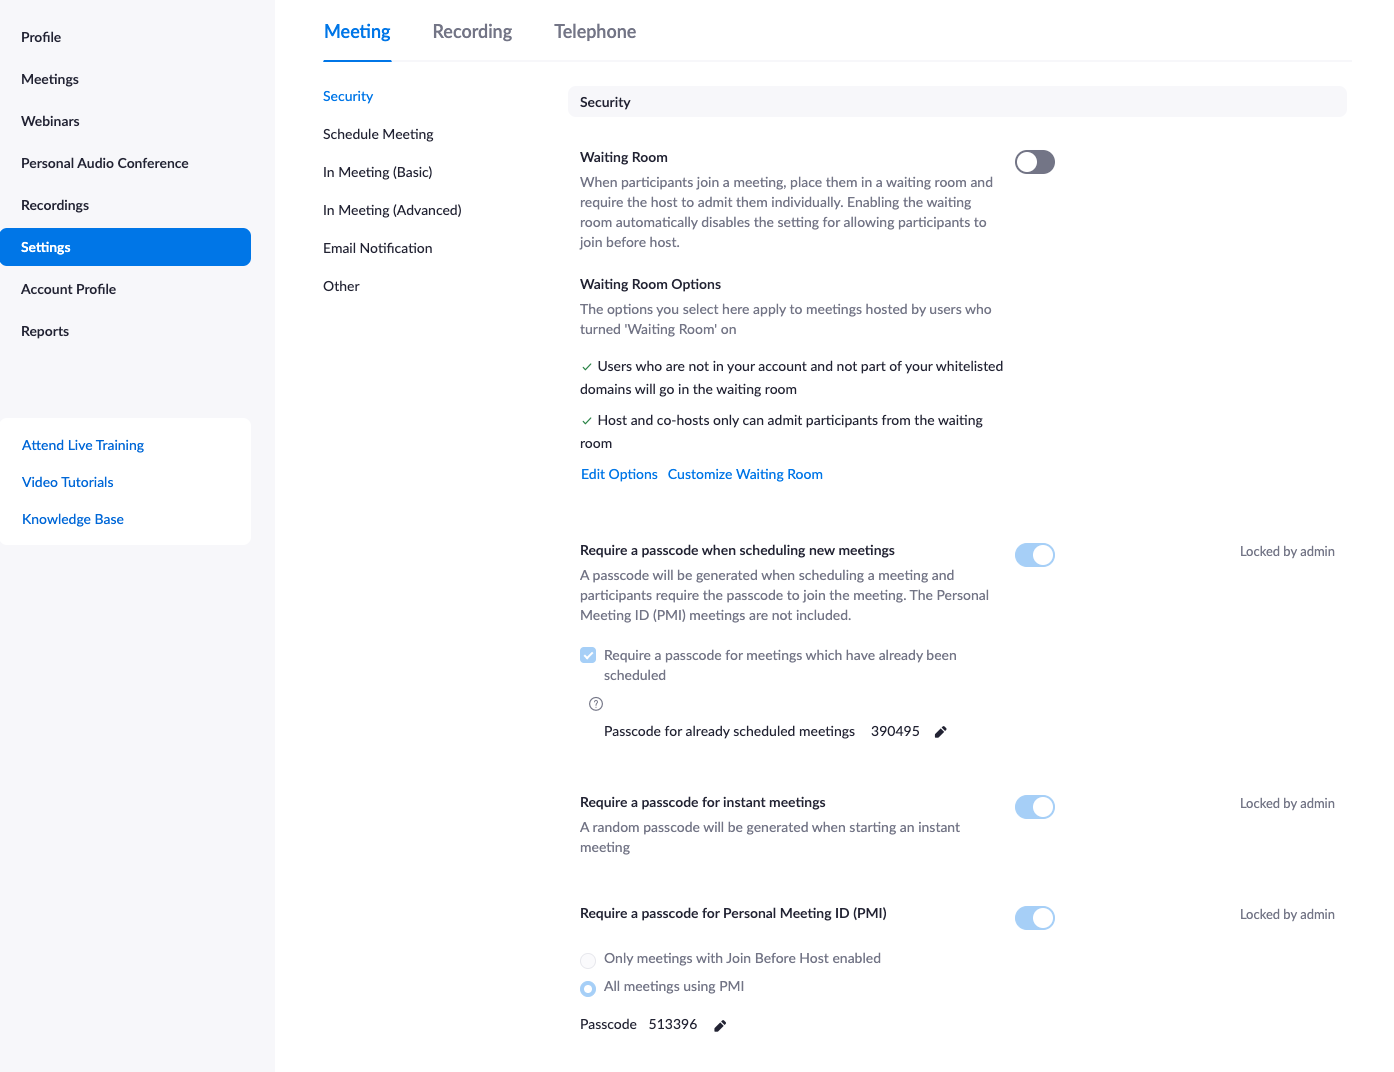 Profile
Meetings
Webinars
Personal Audio Conference
Recordings
Settings
Account Profile
Reports
Attend Live Training
Video Tutorials
Knowledge Base
Meeting
Recording
Telephone
Security
Schedule Meeting
In Meeting (Basic)
In Meeting (Advanced)
Email Notification
Other
Security
Waiting Room
When participants join a meeting, place them in a waiting room and
require the host to admit them individually. Enabling the waiting
room automatically disables the setting for allowing participants to
join before host.
Waiting Room Options
The options you select here apply to meetings hosted by users who
turned 'Waiting Room' on
Users who are not in your account and not part of your whitelisted
domains will go in the waiting room
Host and co-hosts only can admit participants from the waiting
room
Edit Options Customize Waiting Room
Require a passcode when scheduling new meetings
Locked by admin
A passcode will be generated when scheduling a meeting and
participants require the passcode to join the meeting. The Personal
Meeting ID (PMI) meetings are not included.
Require a passcode for meetings which have already been
scheduled
?
Passcode for already scheduled meetings 390495
Require a passcode for instant meetings
Locked by admin
A random passcode will be generated when starting an instant
meeting
Require a passcode for Personal Meeting ID (PMI)
Locked by admin
Only meetings with Join Before Host enabled
All meetings using PMI
Passcode 513396